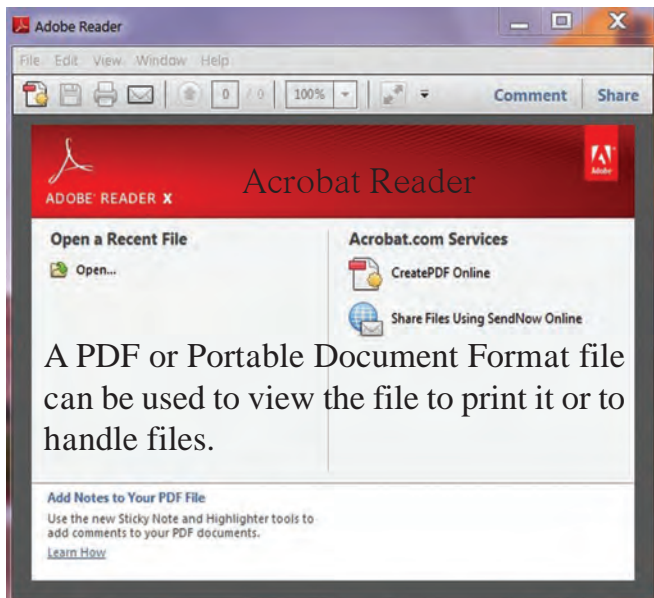 Adobe Reader
File Edit View Window Help
0 / 0 100% Comment Share
ADOBE® READER X
Acrobat Reader
Adobe
Open a Recent File
Open...
Acrobat.com Services
CreatePDF Online
Share Files Using SendNow Online
A PDF or Portable Document Format file
can be used to view the file to print it or to
handle files.
Add Notes to Your PDF File
Use the new Sticky Note and Highlighter tools to
add comments to your PDF documents.
Learn How